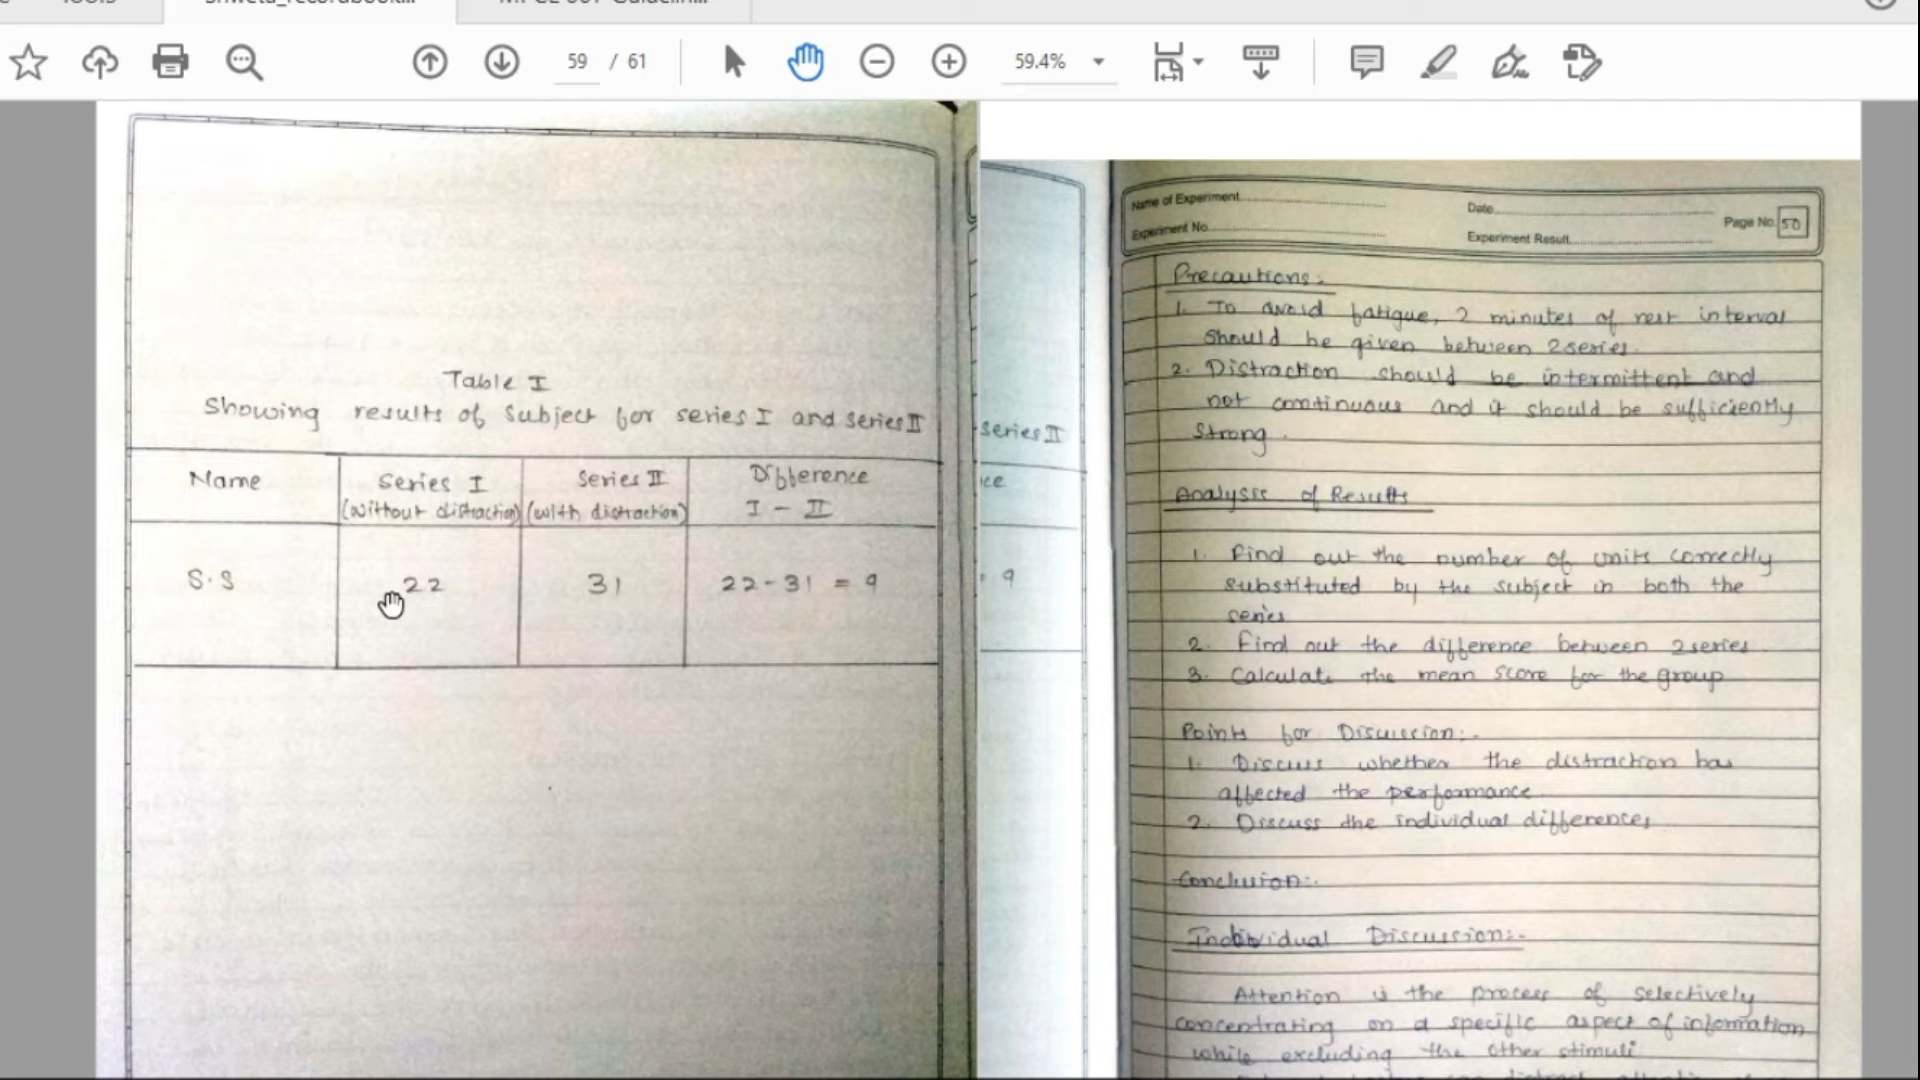 59 / 61
59.4%
Table I
Showing results of Subject for series I and series II
Name
Series I
(without distraction)
Series II
(with distraction)
Difference
I - II
S.S
22
31
22 - 31 = 9
series II
ce
9
Name of Experiment
Date
Page No. 50
Experiment No.
Experiment Result
Precautions:
1. To avoid fatigue, 2 minutes of rest interval
should be given between 2 series.
2. Distraction should be intermittent and
not continuous and it should be sufficiently
strong.
Analysis of Results
1. Find out the number of units correctly
substituted by the subject in both the
series
2. Find out the difference between 2 series.
3. Calculate the mean score for the group
Points for Discussion:-
1. Discuss whether the distraction has
affected the performance.
2. Discuss the individual differences
Conclusion:-
Individual Discussion:-
Attention is the process of selectively
concentrating on a specific aspect of information
while excluding the other stimuli